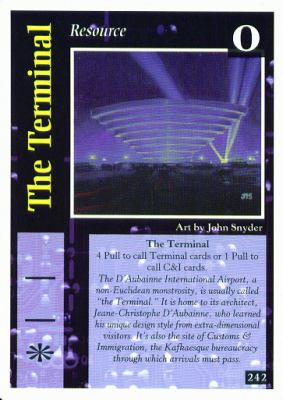 The Terminal
Resource
O
JTS
Art by John Snyder
The Terminal
4 Pull to call Terminal cards or 1 Pull to
call C&I cards.
The D'Aubainne International Airport, a
non-Euclidean monstrosity, is usually called
"the Terminal." It is home to its architect,
Jeane-Christophe D'Aubainne, who learned
his unique design style from extra-dimensional
visitors. It's also the site of Customs &
Immigration, the Kafkaesque bureaucracy
through which arrivals must pass.
242